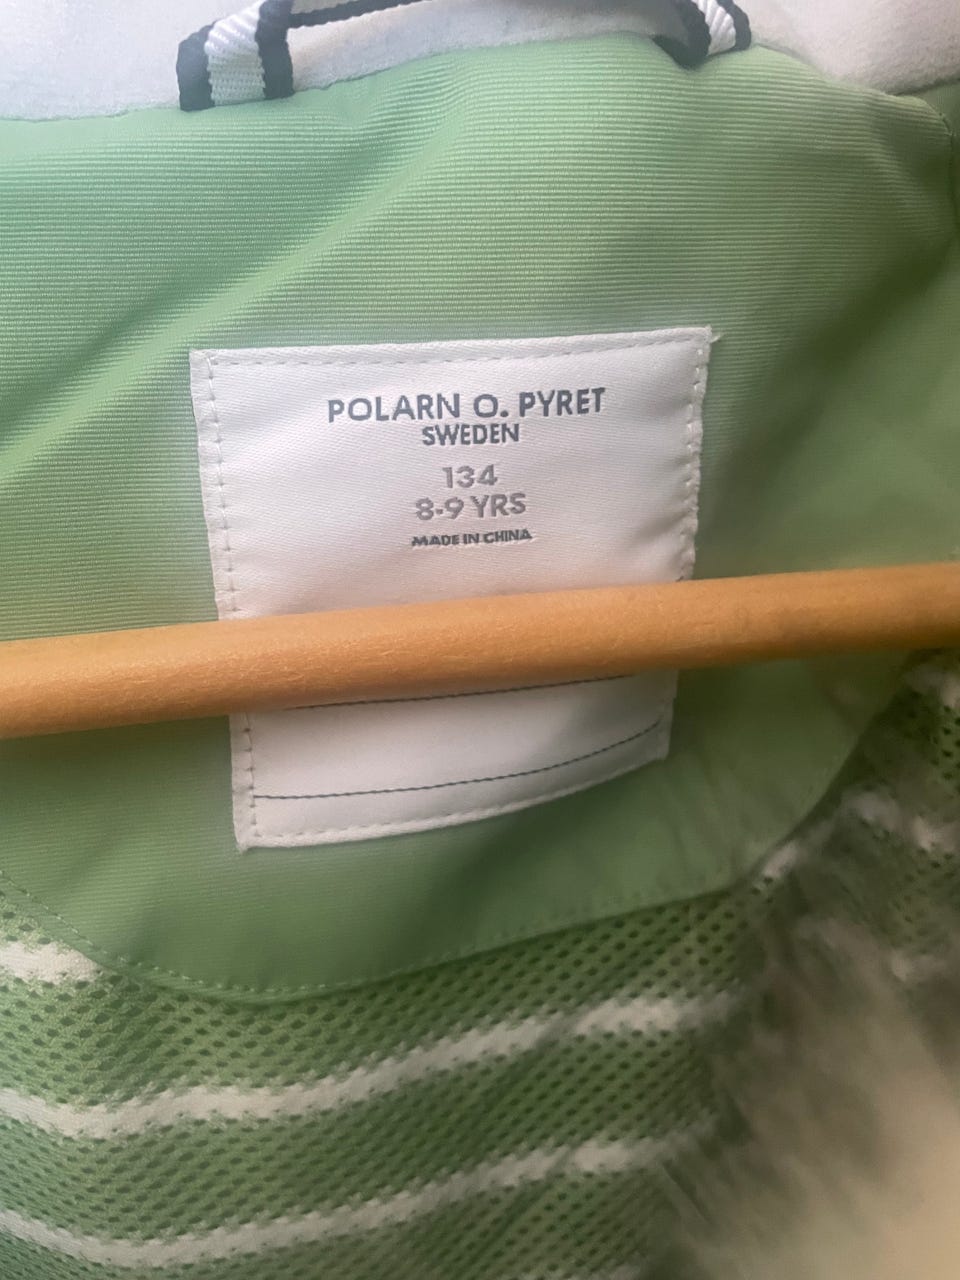 POLARN O. PYRET
SWEDEN
134
8-9 YRS
MADE IN CHINA